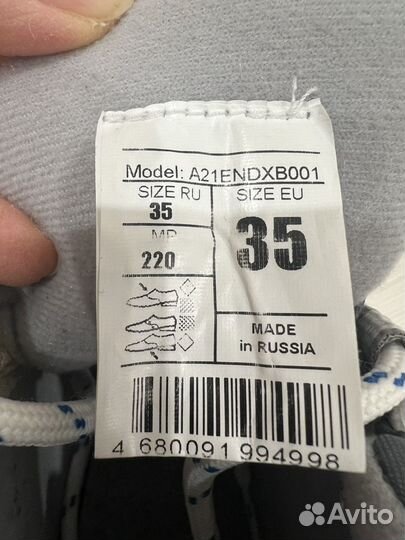 Model: A21ENDXB001
SIZE RU
35
MP
220
SIZE EU
35
MADE
in RUSSIA
4 680091 994998
Avito